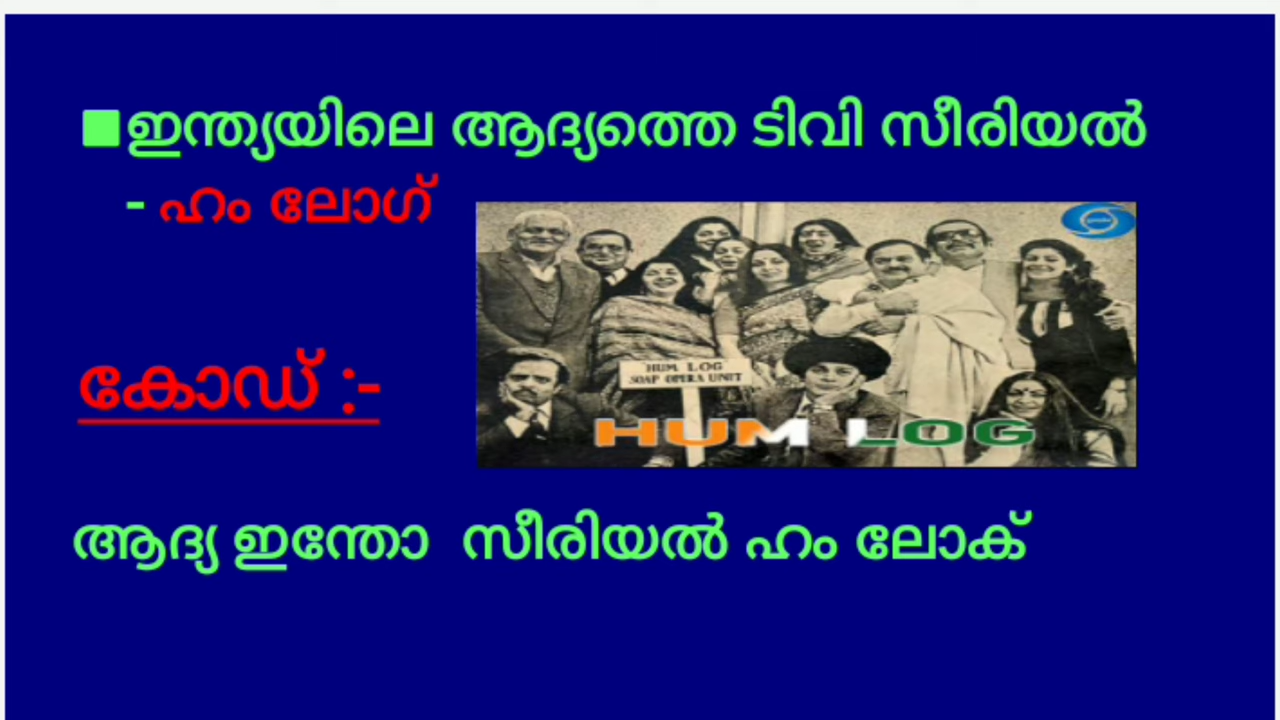 ഇന്ത്യയിലെ ആദ്യത്തെ ടിവി സീരിയൽ
- ഹം ലോഗ്
HUM LOG
SOAP OPERA UNIT
HUM LOG
കോഡ് :-
ആദ്യ ഇന്തോ സീരിയൽ ഹം ലോക്